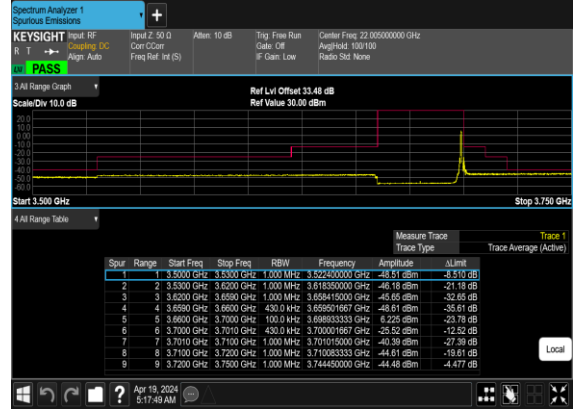 Spectrum Analyzer 1
Spurious Emissions
KEYSIGHT Input: RF Input Z: 50 Ω Atten: 10 dB Trig: Free Run Center Freq: 22.005000000 GHz
R T Coupling: DC Corr CCorr Gate: Off Avg|Hold: 100/100
Align: Auto Freq Ref: Int (S) IF Gain: Low Radio Std: None
PASS
3 All Range Graph Ref Lvl Offset 33.48 dB
Scale/Div 10.0 dB Ref Value 30.00 dBm
20.0
10.0
0.00
-10.0
-20.0
-30.0
-40.0
-50.0
-60.0
Start 3.500 GHz Stop 3.750 GHz
4 All Range Table
Measure Trace Trace 1
Trace Type Trace Average (Active)
Spur Range Start Freq Stop Freq RBW Frequency Amplitude ΔLimit
1 1 3.5000 GHz 3.5300 GHz 1.000 MHz 3.522400000 GHz -48.51 dBm -8.510 dB
2 2 3.5300 GHz 3.6200 GHz 1.000 MHz 3.618350000 GHz -46.18 dBm -21.18 dB
3 3 3.6200 GHz 3.6590 GHz 1.000 MHz 3.658415000 GHz -45.65 dBm -32.65 dB
4 4 3.6590 GHz 3.6600 GHz 430.0 kHz 3.659501667 GHz -48.61 dBm -35.61 dB
5 5 3.6600 GHz 3.7000 GHz 100.0 kHz 3.698933333 GHz 6.225 dBm -23.78 dB
6 6 3.7000 GHz 3.7010 GHz 430.0 kHz 3.700001667 GHz -25.52 dBm -12.52 dB
7 7 3.7010 GHz 3.7100 GHz 1.000 MHz 3.701015000 GHz -40.39 dBm -27.39 dB
8 8 3.7100 GHz 3.7200 GHz 1.000 MHz 3.710083333 GHz -44.61 dBm -19.61 dB
9 9 3.7200 GHz 3.7500 GHz 1.000 MHz 3.744450000 GHz -44.48 dBm -4.477 dB
Local
? Apr 19, 2024
5:17:49 AM